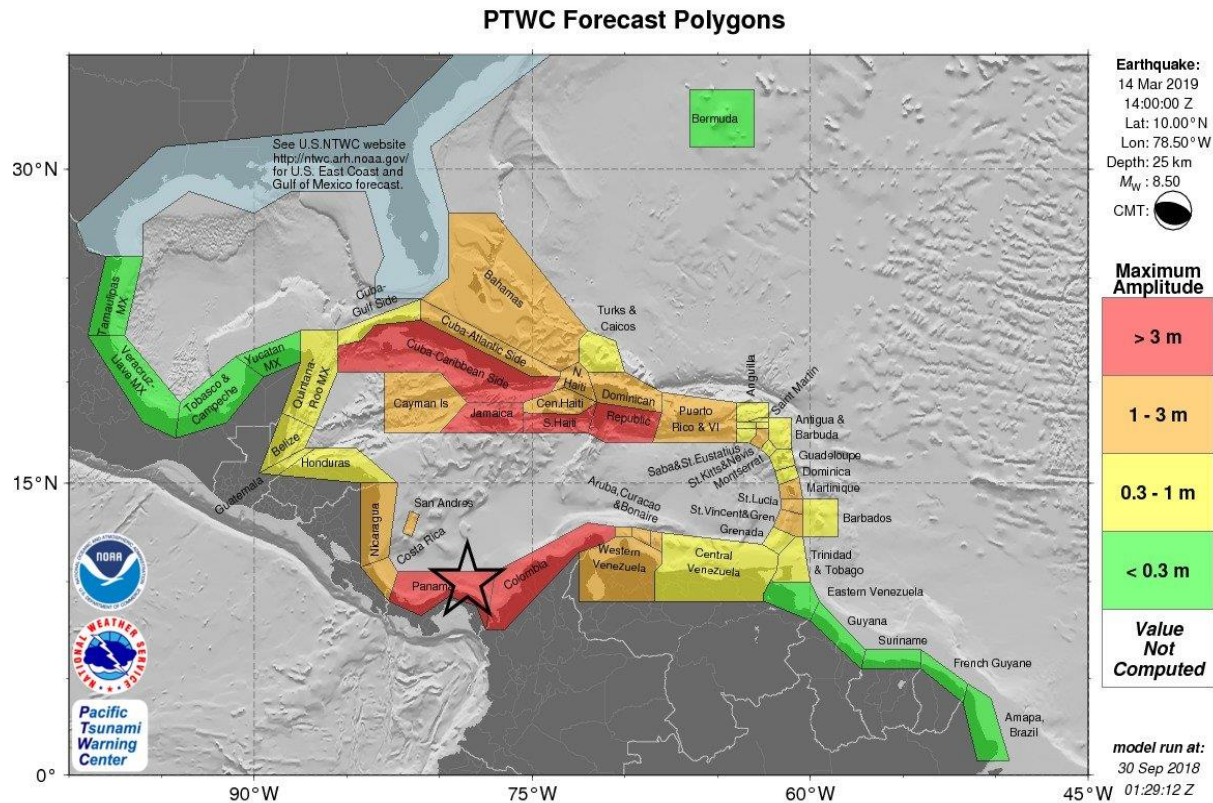 PTWC Forecast Polygons
See U.S.NTWC website
http://ntwc.arh.noaa.gov/
for U.S. East Coast and
Gulf of Mexico forecast.
Bermuda
30°N
15°N
0°
90°W
75°W
60°W
45°W
Tamaulipas
MX
Veracruz-
Llave MX
Tobasco &
Campeche
Yucatan
MX
Quintana-
Roo MX
Belize
Honduras
Guatemala
Cuba-
Gulf Side
Cuba-Atlantic Side
Cuba-Caribbean Side
Bahamas
Turks &
Caicos
N.
Haiti
Cen.Haiti
S.Haiti
Dominican
Republic
Cayman Is
Jamaica
Puerto
Rico & VI
Anguilla
Saint Martin
Antigua &
Barbuda
Saba&St.Eustatius
St.Kitts&Nevis
Montserrat
Guadeloupe
Dominica
Martinique
St.Lucia
St.Vincent&Gren
Grenada
Barbados
Aruba,Curacao
&Bonaire
San Andres
Nicaragua
Costa Rica
Panama
Colombia
Western
Venezuela
Central
Venezuela
Trinidad
& Tobago
Eastern Venezuela
Guyana
Suriname
French Guyane
Amapa,
Brazil
NOAA
NATIONAL WEATHER SERVICE
Pacific
Tsunami
Warning
Center
Earthquake:
14 Mar 2019
14:00:00 Z
Lat: 10.00°N
Lon: 78.50°W
Depth: 25 km
MW : 8.50
CMT:
Maximum
Amplitude
> 3 m
1 - 3 m
0.3 - 1 m
< 0.3 m
Value
Not
Computed
model run at:
30 Sep 2018
01:29:12 Z